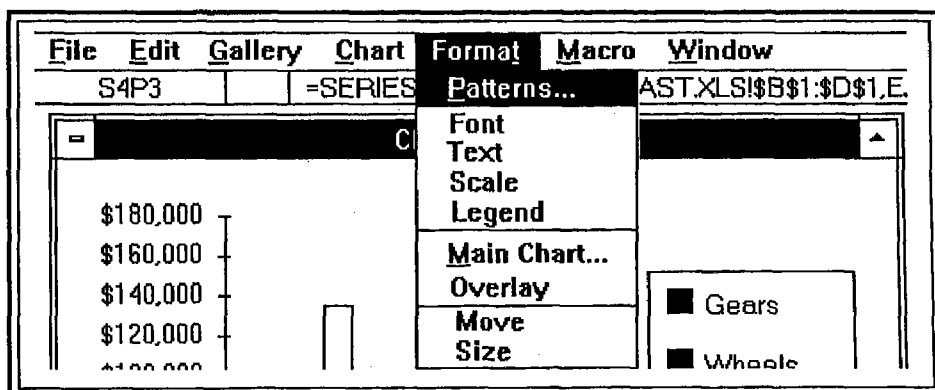 File Edit Gallery Chart Format Macro Window
S4P3 =SERIES AST.XLS!$B$1:$D$1,E.
Patterns...
Font
Text
Scale
Legend
Main Chart...
Overlay
Move
Size
$180,000
$160,000
$140,000
$120,000
Gears
Wheels